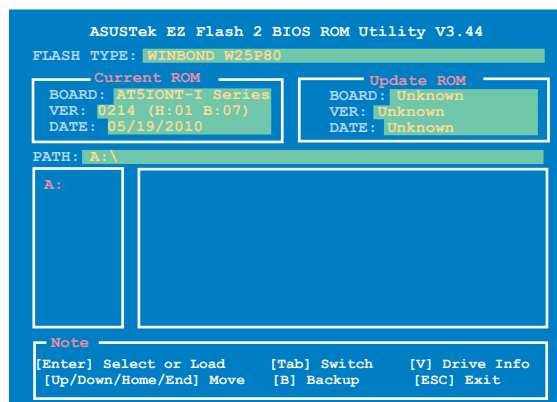 ASUSTek EZ Flash 2 BIOS ROM Utility V3.44
FLASH TYPE: WINBOND W25P80
Current ROM
BOARD: AT5IONT-I Series
VER: 0214 (H:01 B:07)
DATE: 05/19/2010
Update ROM
BOARD: Unknown
VER: Unknown
DATE: Unknown
PATH: A:\
A:
Note
[Enter] Select or Load [Tab] Switch [V] Drive Info
[Up/Down/Home/End] Move [B] Backup [ESC] Exit